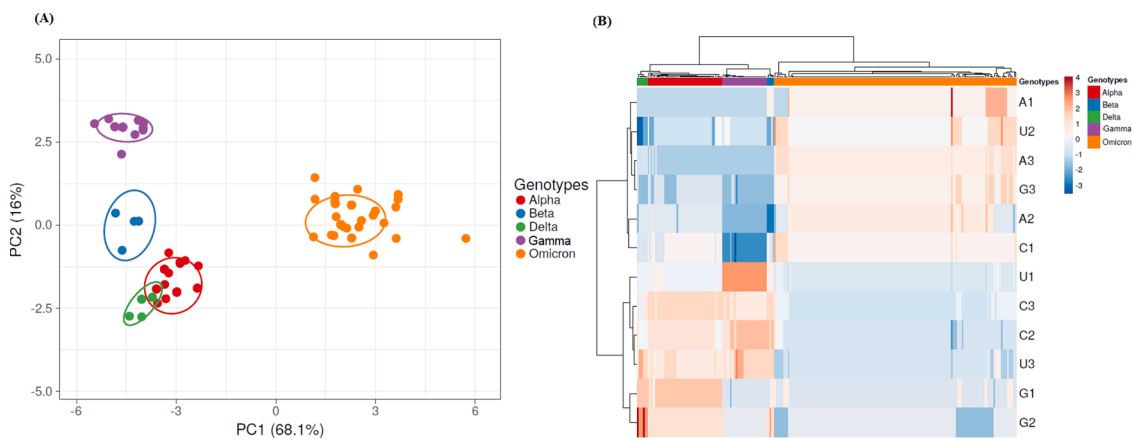 (A)
5.0
2.5
0.0
-2.5
-5.0
-6
-3
0
3
6
PC2 (16%)
PC1 (68.1%)
Genotypes
Alpha
Beta
Delta
Gamma
Omicron
(B)
Genotypes
A1
U2
A3
G3
A2
C1
U1
C3
C2
U3
G1
G2
4
3
2
1
0
-1
-2
-3
Genotypes
Alpha
Beta
Delta
Gamma
Omicron